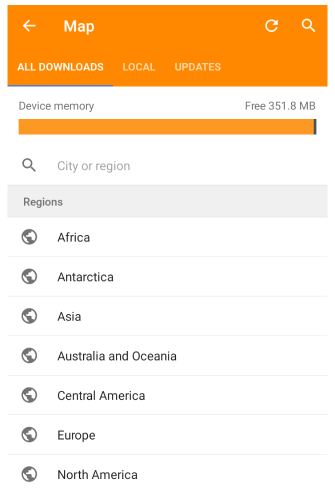 Map
ALL DOWNLOADS LOCAL UPDATES
Device memory Free 351.8 MB
City or region
Regions
Africa
Antarctica
Asia
Australia and Oceania
Central America
Europe
North America